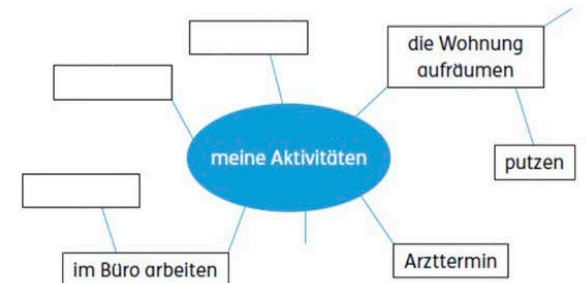 die Wohnung
aufräumen
meine Aktivitäten
putzen
im Büro arbeiten
Arzttermin